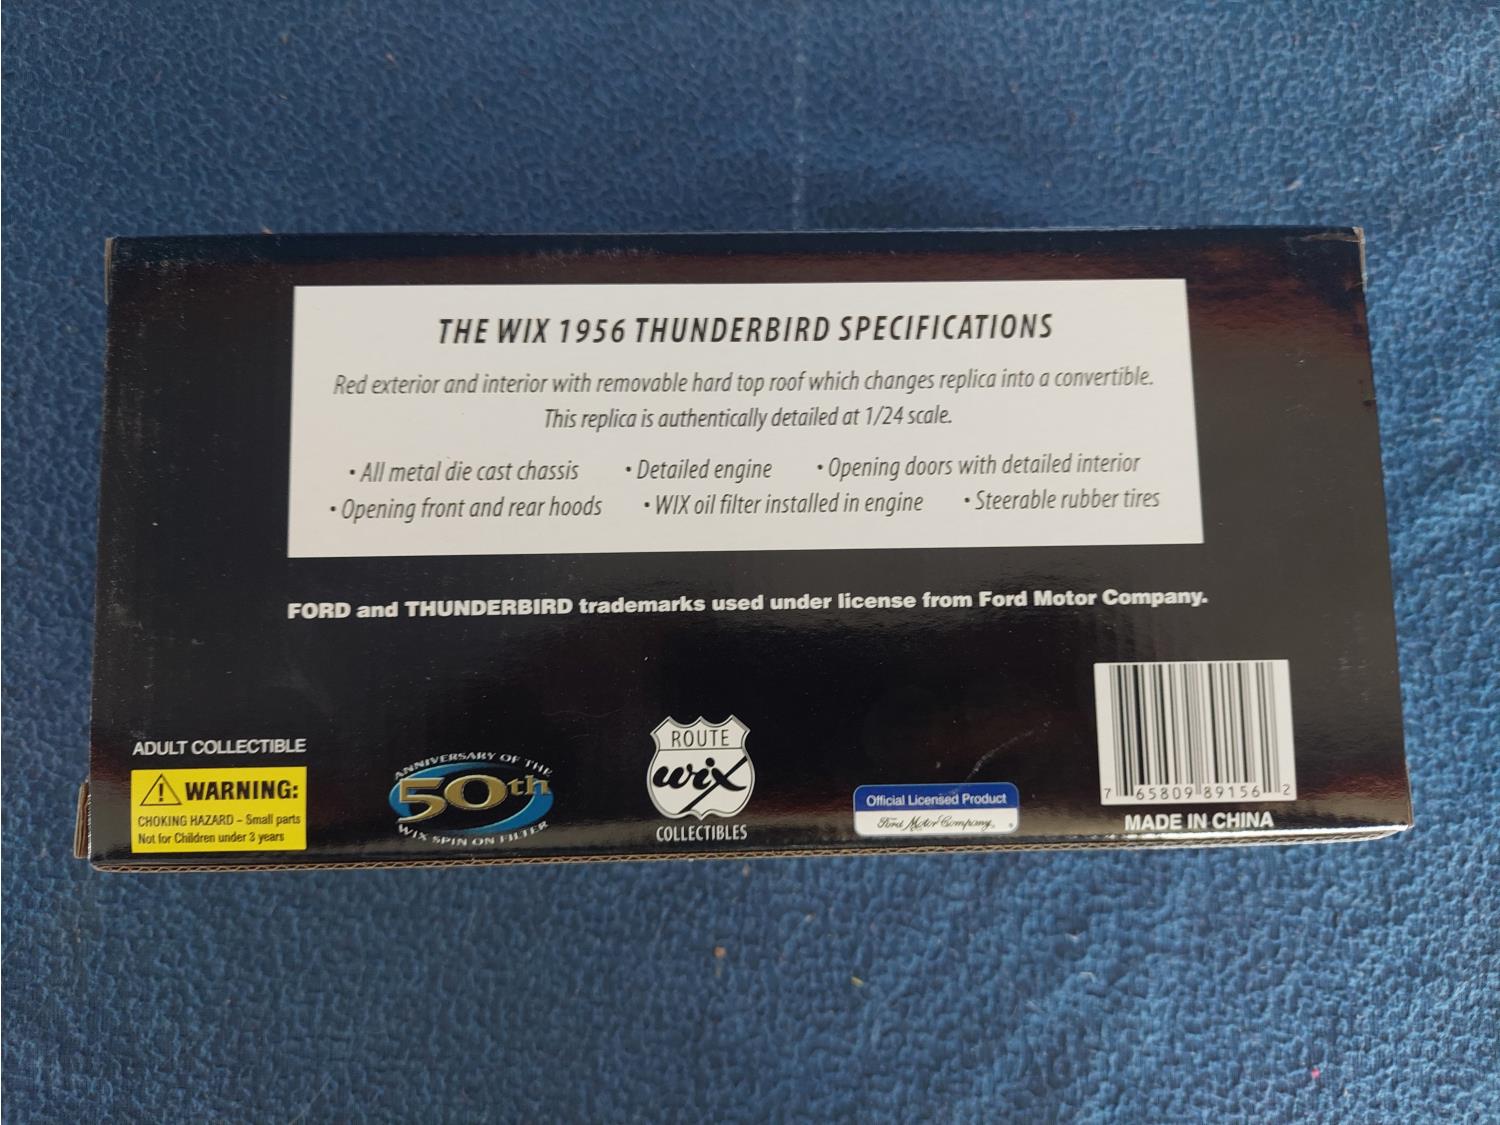 THE WIX 1956 THUNDERBIRD SPECIFICATIONS
Red exterior and interior with removable hard top roof which changes replica into a convertible.
This replica is authentically detailed at 1/24 scale.
• All metal die cast chassis • Detailed engine • Opening doors with detailed interior
• Opening front and rear hoods • WIX oil filter installed in engine • Steerable rubber tires
FORD and THUNDERBIRD trademarks used under license from Ford Motor Company.
ADULT COLLECTIBLE
WARNING:
CHOKING HAZARD – Small parts
Not for Children under 3 years
ANNIVERSARY OF THE
50th
WIX SPIN ON FILTER
ROUTE
wix
COLLECTIBLES
Official Licensed Product
Ford Motor Company
7 65809 89156 2
MADE IN CHINA